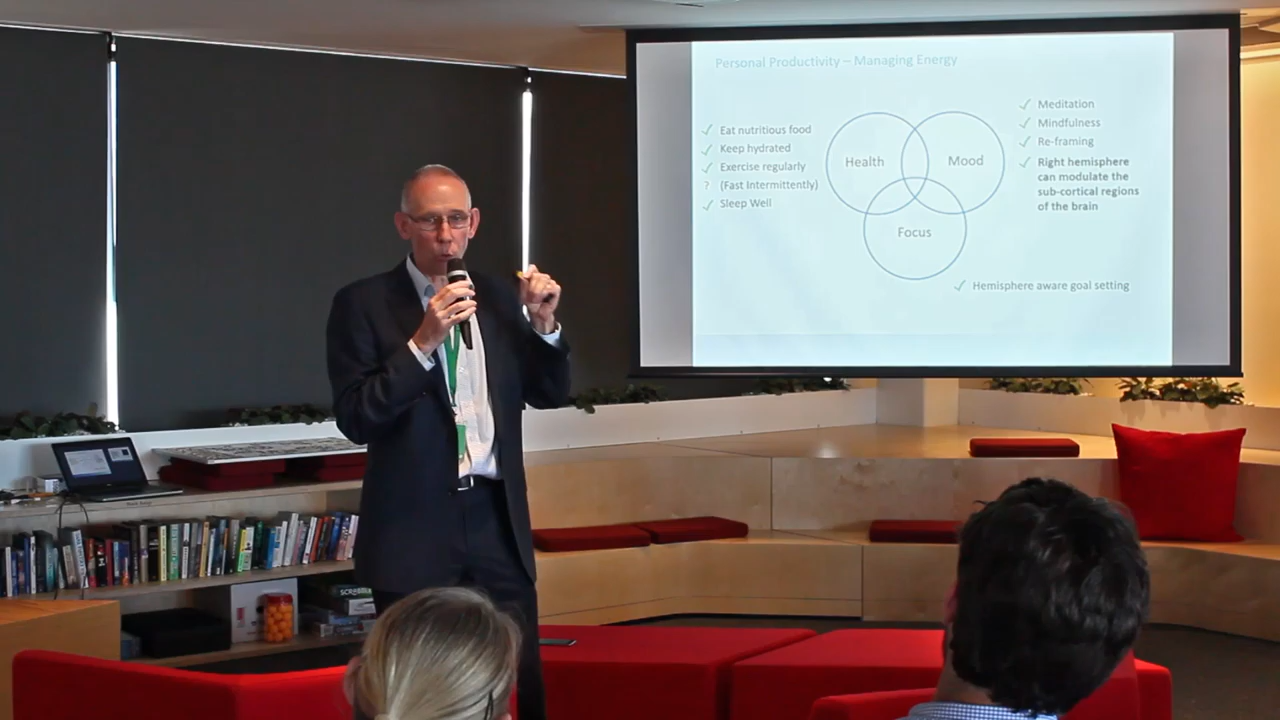 Personal Productivity – Managing Energy
✓ Eat nutritious food
✓ Keep hydrated
✓ Exercise regularly
? (Fast Intermittently)
✓ Sleep Well
Health
Mood
Focus
✓ Meditation
✓ Mindfulness
✓ Re-framing
✓ Right hemisphere
can modulate the
sub-cortical regions
of the brain
✓ Hemisphere aware goal setting
SCRABBLE